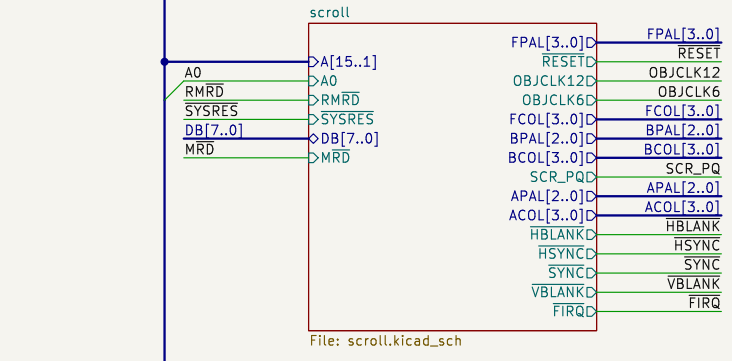 scroll
FPAL[3..0] FPAL[3..0]
A[15..1] RESET RESET
A0 A0 OBJCLK12 OBJCLK12
RMRD RMRD OBJCLK6 OBJCLK6
SYSRES SYSRES FCOL[3..0] FCOL[3..0]
DB[7..0] DB[7..0] BPAL[2..0] BPAL[2..0]
MRD MRD BCOL[3..0] BCOL[3..0]
SCR_PQ SCR_PQ
APAL[2..0] APAL[2..0]
ACOL[3..0] ACOL[3..0]
HBLANK HBLANK
HSYNC HSYNC
SYNC SYNC
VBLANK VBLANK
FIRQ FIRQ
File: scroll.kicad_sch